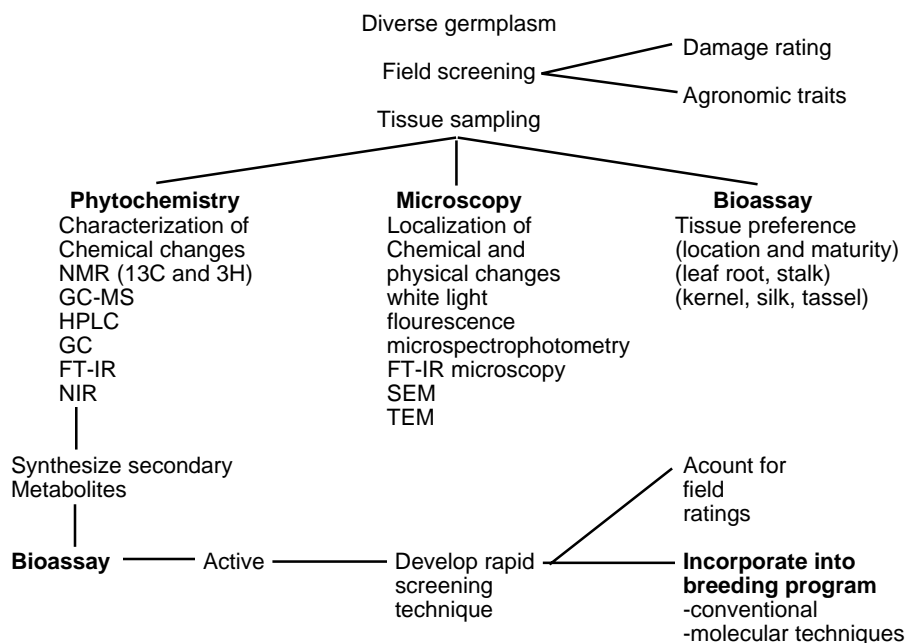 Diverse germplasm
Field screening
Damage rating
Agronomic traits
Tissue sampling
Phytochemistry
Characterization of
Chemical changes
NMR (13C and 3H)
GC-MS
HPLC
GC
FT-IR
NIR
Microscopy
Localization of
Chemical and
physical changes
white light
flourescence
microspectrophotometry
FT-IR microscopy
SEM
TEM
Bioassay
Tissue preference
(location and maturity)
(leaf root, stalk)
(kernel, silk, tassel)
Synthesize secondary
Metabolites
Bioassay
Active
Develop rapid
screening
technique
Acount for
field
ratings
Incorporate into
breeding program
-conventional
-molecular techniques